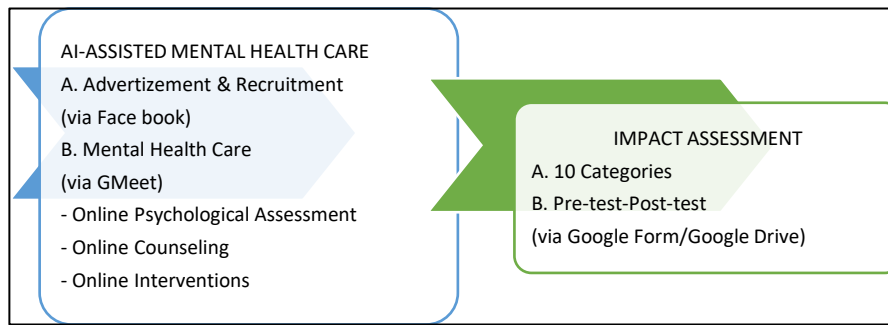 AI-ASSISTED MENTAL HEALTH CARE
A. Advertizement & Recruitment
(via Face book)
B. Mental Health Care
(via GMeet)
- Online Psychological Assessment
- Online Counseling
- Online Interventions
IMPACT ASSESSMENT
A. 10 Categories
B. Pre-test-Post-test
(via Google Form/Google Drive)